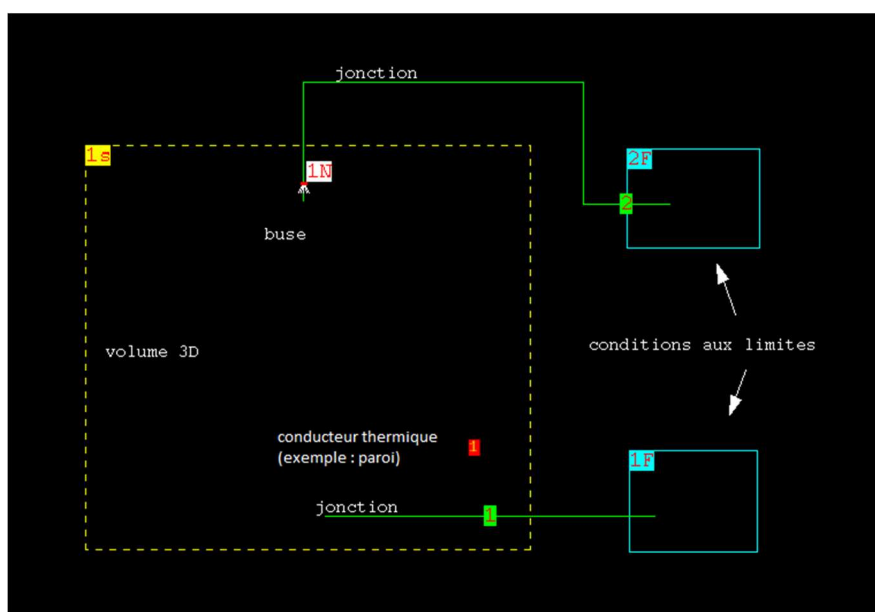 jonction
1s
1N
2F
2
buse
conditions aux limites
volume 3D
conducteur thermique
(exemple : paroi)
1
1F
jonction
1